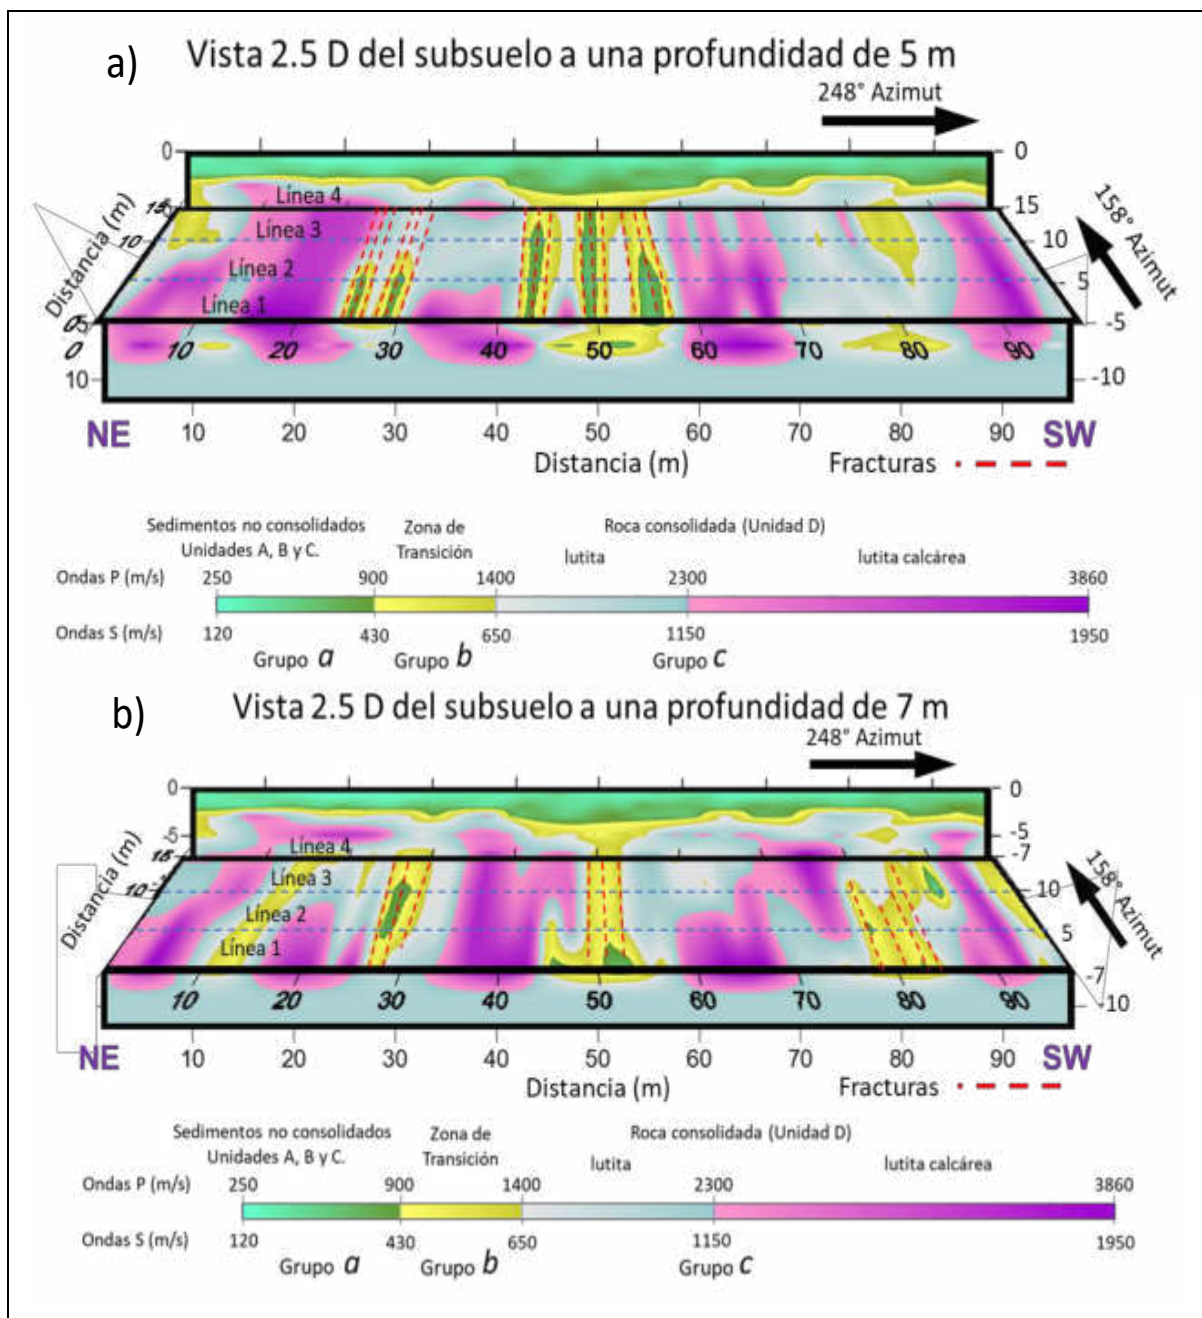 a)
Vista 2.5 D del subsuelo a una profundidad de 5 m
248° Azimut
0 0
Línea 4
15 15
Línea 3
10 10
158° Azimut
Distancia (m)
Línea 2
5
Línea 1
0 -5 -5
0 10 20 30 40 50 60 70 80 90
10 -10
NE 10 20 30 40 50 60 70 80 90 SW
Distancia (m) Fracturas
Sedimentos no consolidados Zona de Roca consolidada (Unidad D)
Unidades A, B y C. Transición lutita lutita calcárea
Ondas P (m/s) 250 900 1400 2300 3860
Ondas S (m/s) 120 430 650 1150 1950
Grupo a Grupo b Grupo c
b)
Vista 2.5 D del subsuelo a una profundidad de 7 m
248° Azimut
0 0
-5 -5
Línea 4
15 -7
Línea 3
10 10
158° Azimut
Distancia (m)
Línea 2
5
Línea 1
-7
10 20 30 40 50 60 70 80 90 -10
NE 10 20 30 40 50 60 70 80 90 SW
Distancia (m) Fracturas
Sedimentos no consolidados Zona de Roca consolidada (Unidad D)
Unidades A, B y C. Transición lutita lutita calcárea
Ondas P (m/s) 250 900 1400 2300 3860
Ondas S (m/s) 120 430 650 1150 1950
Grupo a Grupo b Grupo c